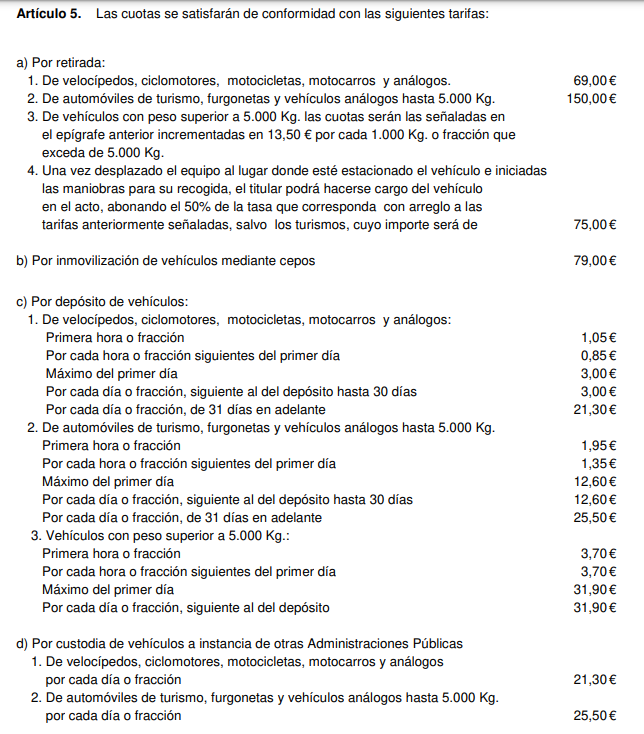 Artículo 5. Las cuotas se satisfarán de conformidad con las siguientes tarifas:
a) Por retirada:
1. De velocípedos, ciclomotores, motocicletas, motocarros y análogos. 69,00 €
2. De automóviles de turismo, furgonetas y vehículos análogos hasta 5.000 Kg. 150,00 €
3. De vehículos con peso superior a 5.000 Kg. las cuotas serán las señaladas en
el epígrafe anterior incrementadas en 13,50 € por cada 1.000 Kg. o fracción que
exceda de 5.000 Kg.
4. Una vez desplazado el equipo al lugar donde esté estacionado el vehículo e iniciadas
las maniobras para su recogida, el titular podrá hacerse cargo del vehículo
en el acto, abonando el 50% de la tasa que corresponda con arreglo a las
tarifas anteriormente señaladas, salvo los turismos, cuyo importe será de 75,00 €
b) Por inmovilización de vehículos mediante cepos 79,00 €
c) Por depósito de vehículos:
1. De velocípedos, ciclomotores, motocicletas, motocarros y análogos:
Primera hora o fracción 1,05 €
Por cada hora o fracción siguientes del primer día 0,85 €
Máximo del primer día 3,00 €
Por cada día o fracción, siguiente al del depósito hasta 30 días 3,00 €
Por cada día o fracción, de 31 días en adelante 21,30 €
2. De automóviles de turismo, furgonetas y vehículos análogos hasta 5.000 Kg.
Primera hora o fracción 1,95 €
Por cada hora o fracción siguientes del primer día 1,35 €
Máximo del primer día 12,60 €
Por cada día o fracción, siguiente al del depósito hasta 30 días 12,60 €
Por cada día o fracción, de 31 días en adelante 25,50 €
3. Vehículos con peso superior a 5.000 Kg.:
Primera hora o fracción 3,70 €
Por cada hora o fracción siguientes del primer día 3,70 €
Máximo del primer día 31,90 €
Por cada día o fracción, siguiente al del depósito 31,90 €
d) Por custodia de vehículos a instancia de otras Administraciones Públicas
1. De velocípedos, ciclomotores, motocicletas, motocarros y análogos
por cada día o fracción 21,30 €
2. De automóviles de turismo, furgonetas y vehículos análogos hasta 5.000 Kg.
por cada día o fracción 25,50 €